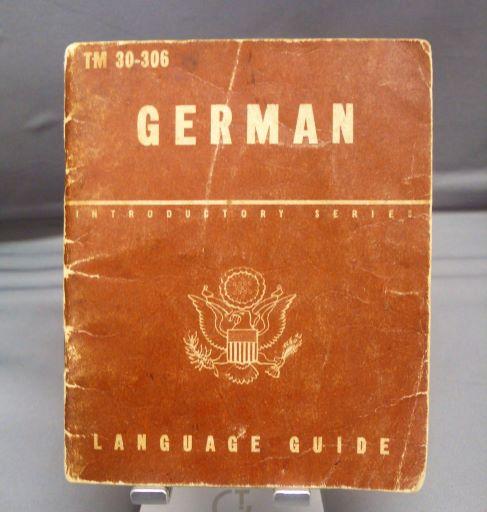 TM 30-306
GERMAN
INTRODUCTORY SERIES
LANGUAGE GUIDE